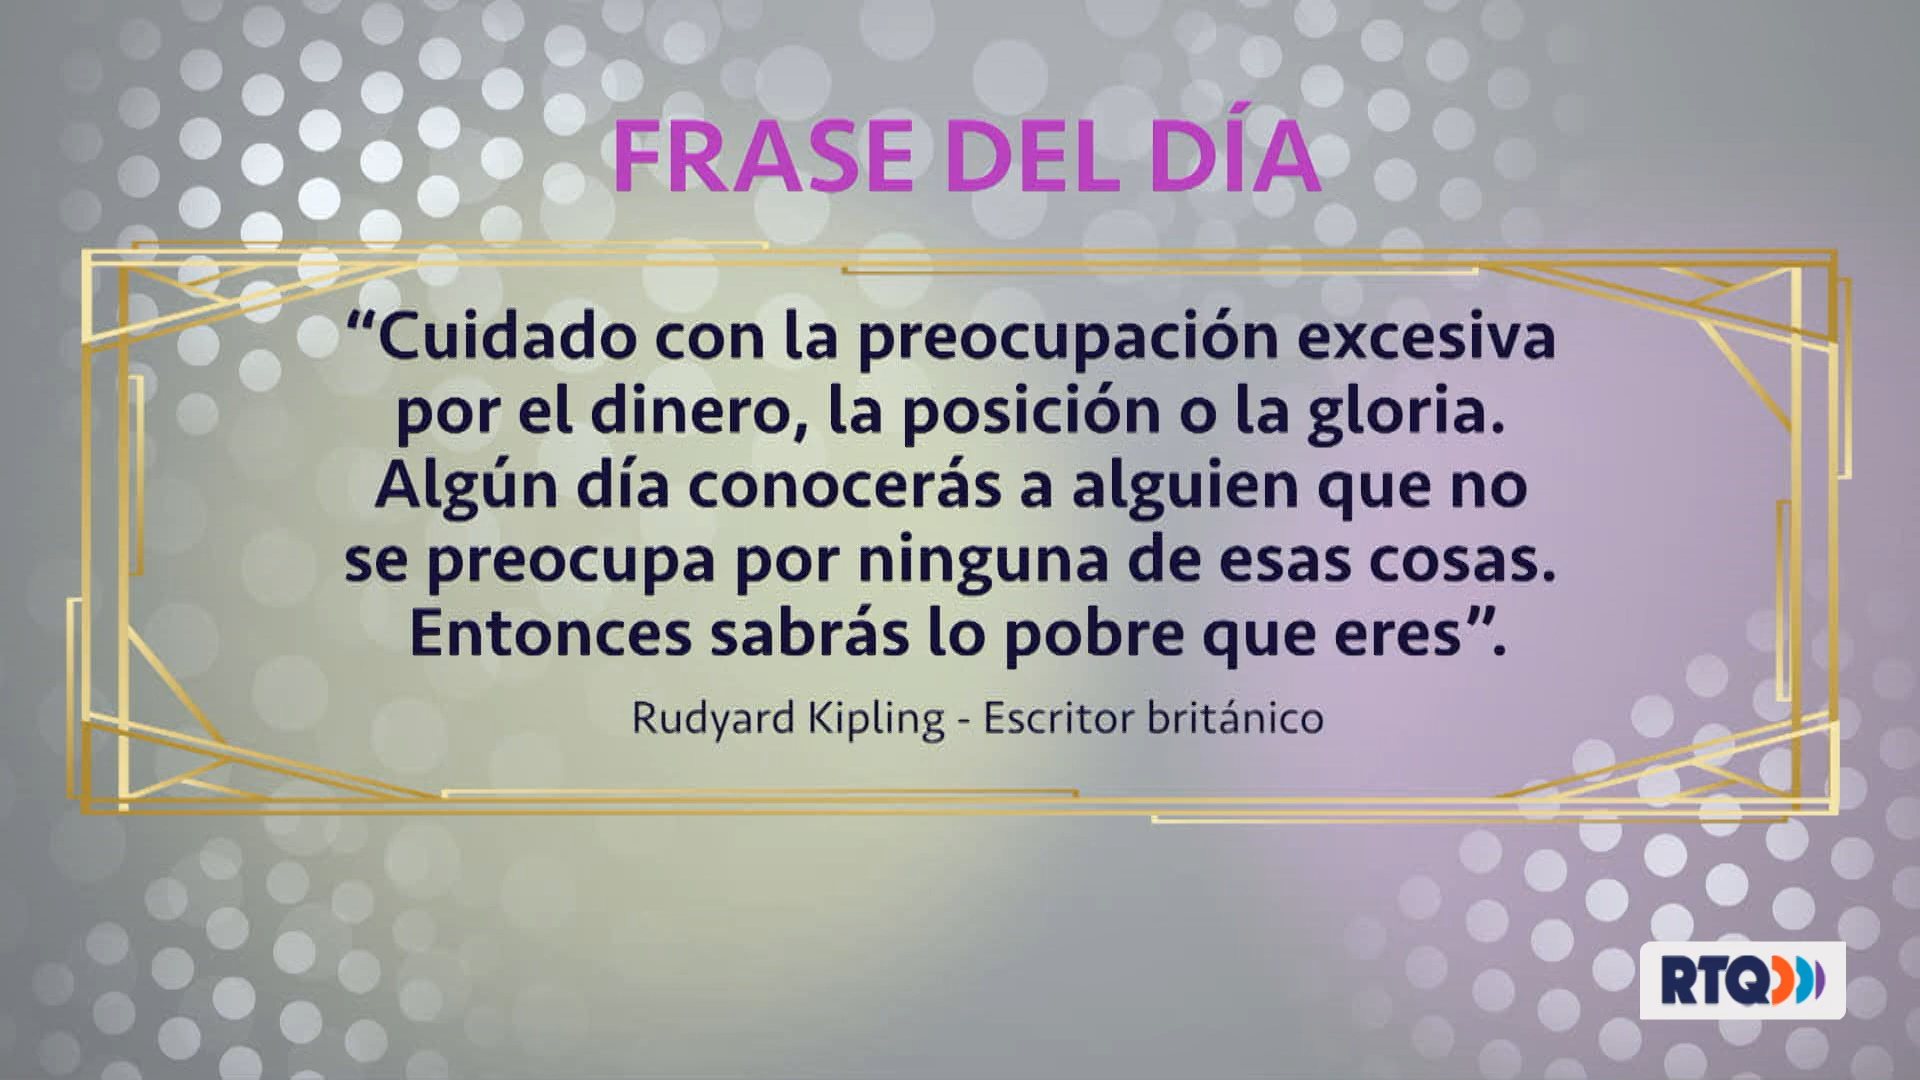 FRASE DEL DÍA
“Cuidado con la preocupación excesiva
por el dinero, la posición o la gloria.
Algún día conocerás a alguien que no
se preocupa por ninguna de esas cosas.
Entonces sabrás lo pobre que eres”.
Rudyard Kipling - Escritor británico
RTQ